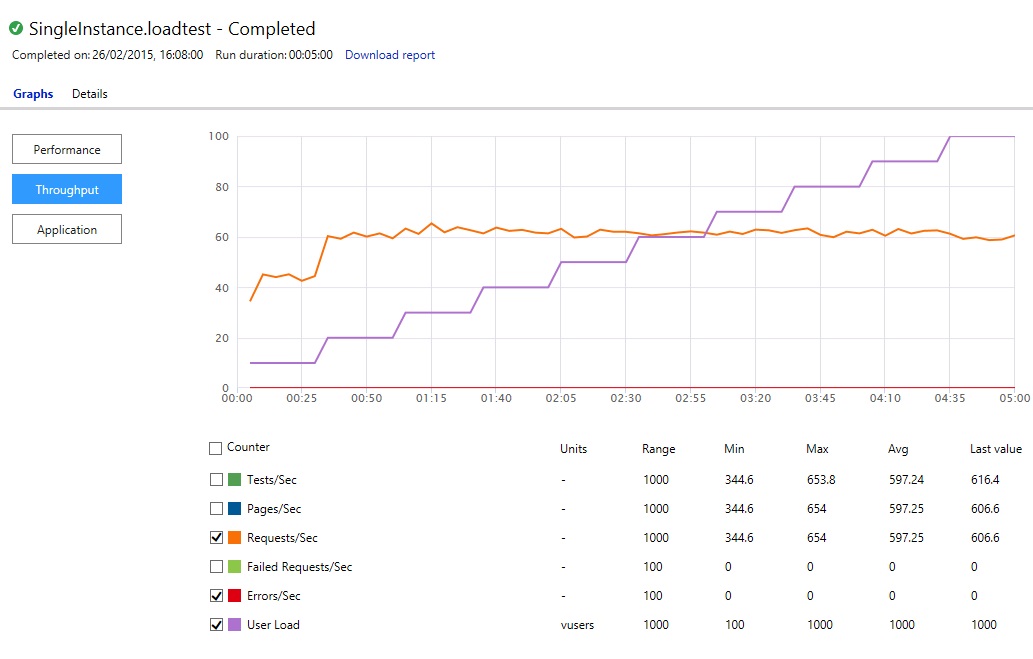 SingleInstance.loadtest - Completed
Completed on: 26/02/2015, 16:08:00 Run duration: 00:05:00 Download report
Graphs Details
Performance
Throughput
Application
100
80
60
40
20
0
00:00 00:25 00:50 01:15 01:40 02:05 02:30 02:55 03:20 03:45 04:10 04:35 05:00
Counter Units Range Min Max Avg Last value
Tests/Sec - 1000 344.6 653.8 597.24 616.4
Pages/Sec - 1000 344.6 654 597.25 606.6
Requests/Sec - 1000 344.6 654 597.25 606.6
Failed Requests/Sec - 100 0 0 0 0
Errors/Sec - 100 0 0 0 0
User Load vusers 1000 100 1000 1000 1000